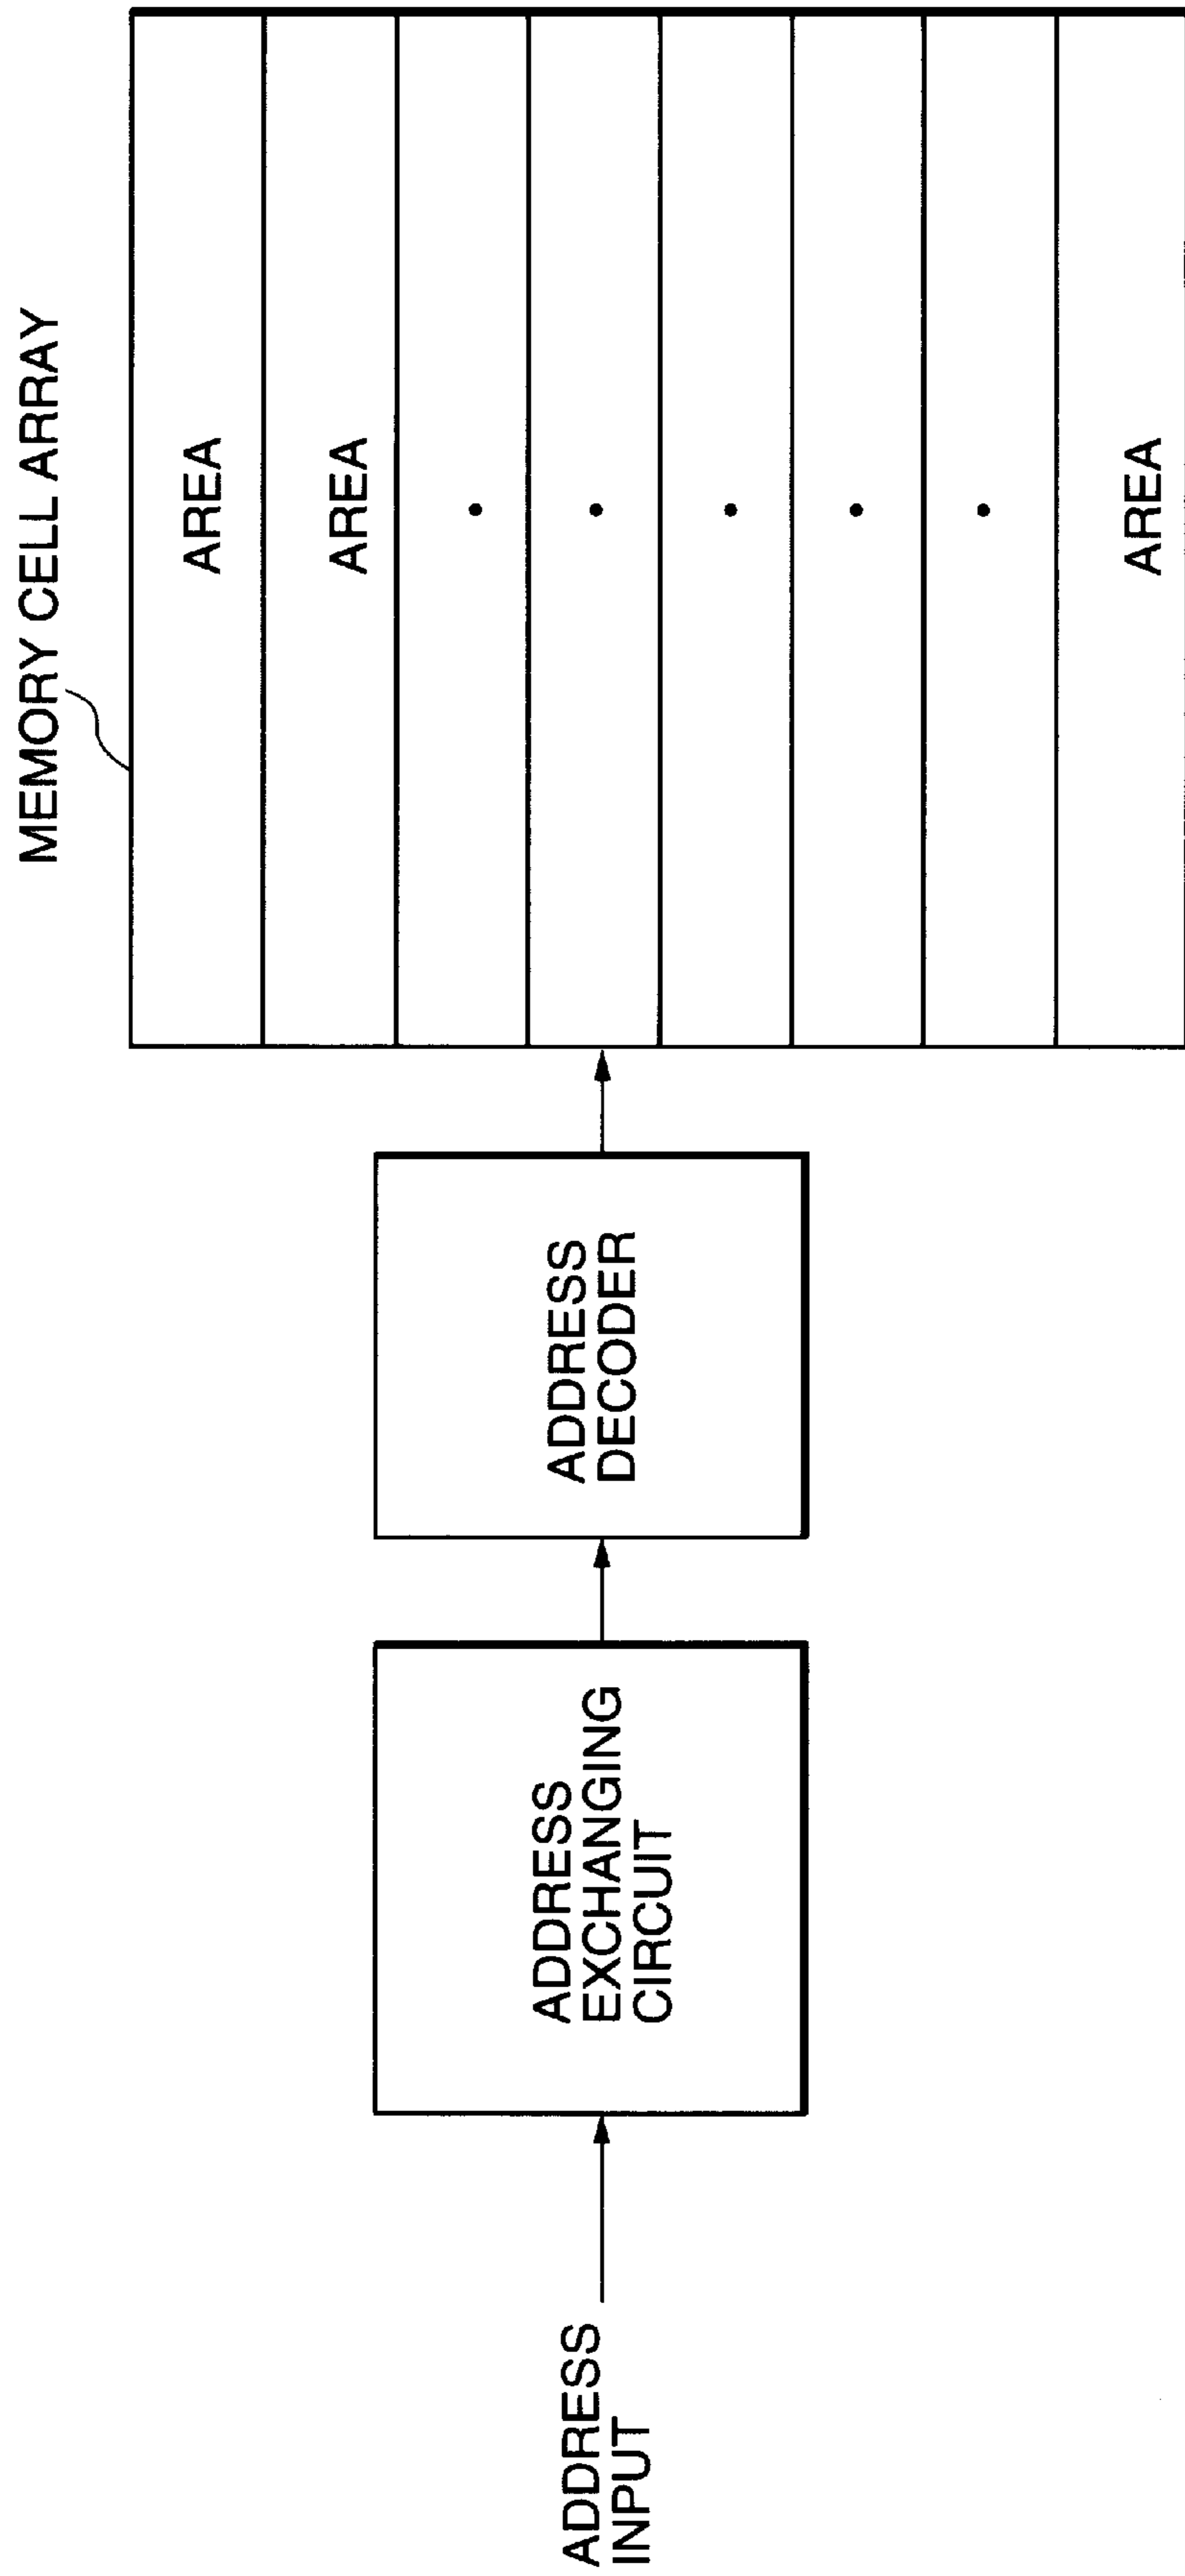 MEMORY CELL ARRAY
AREA
AREA
AREA
ADDRESS
DECODER
ADDRESS
EXCHANGING
CIRCUIT
ADDRESS
INPUT